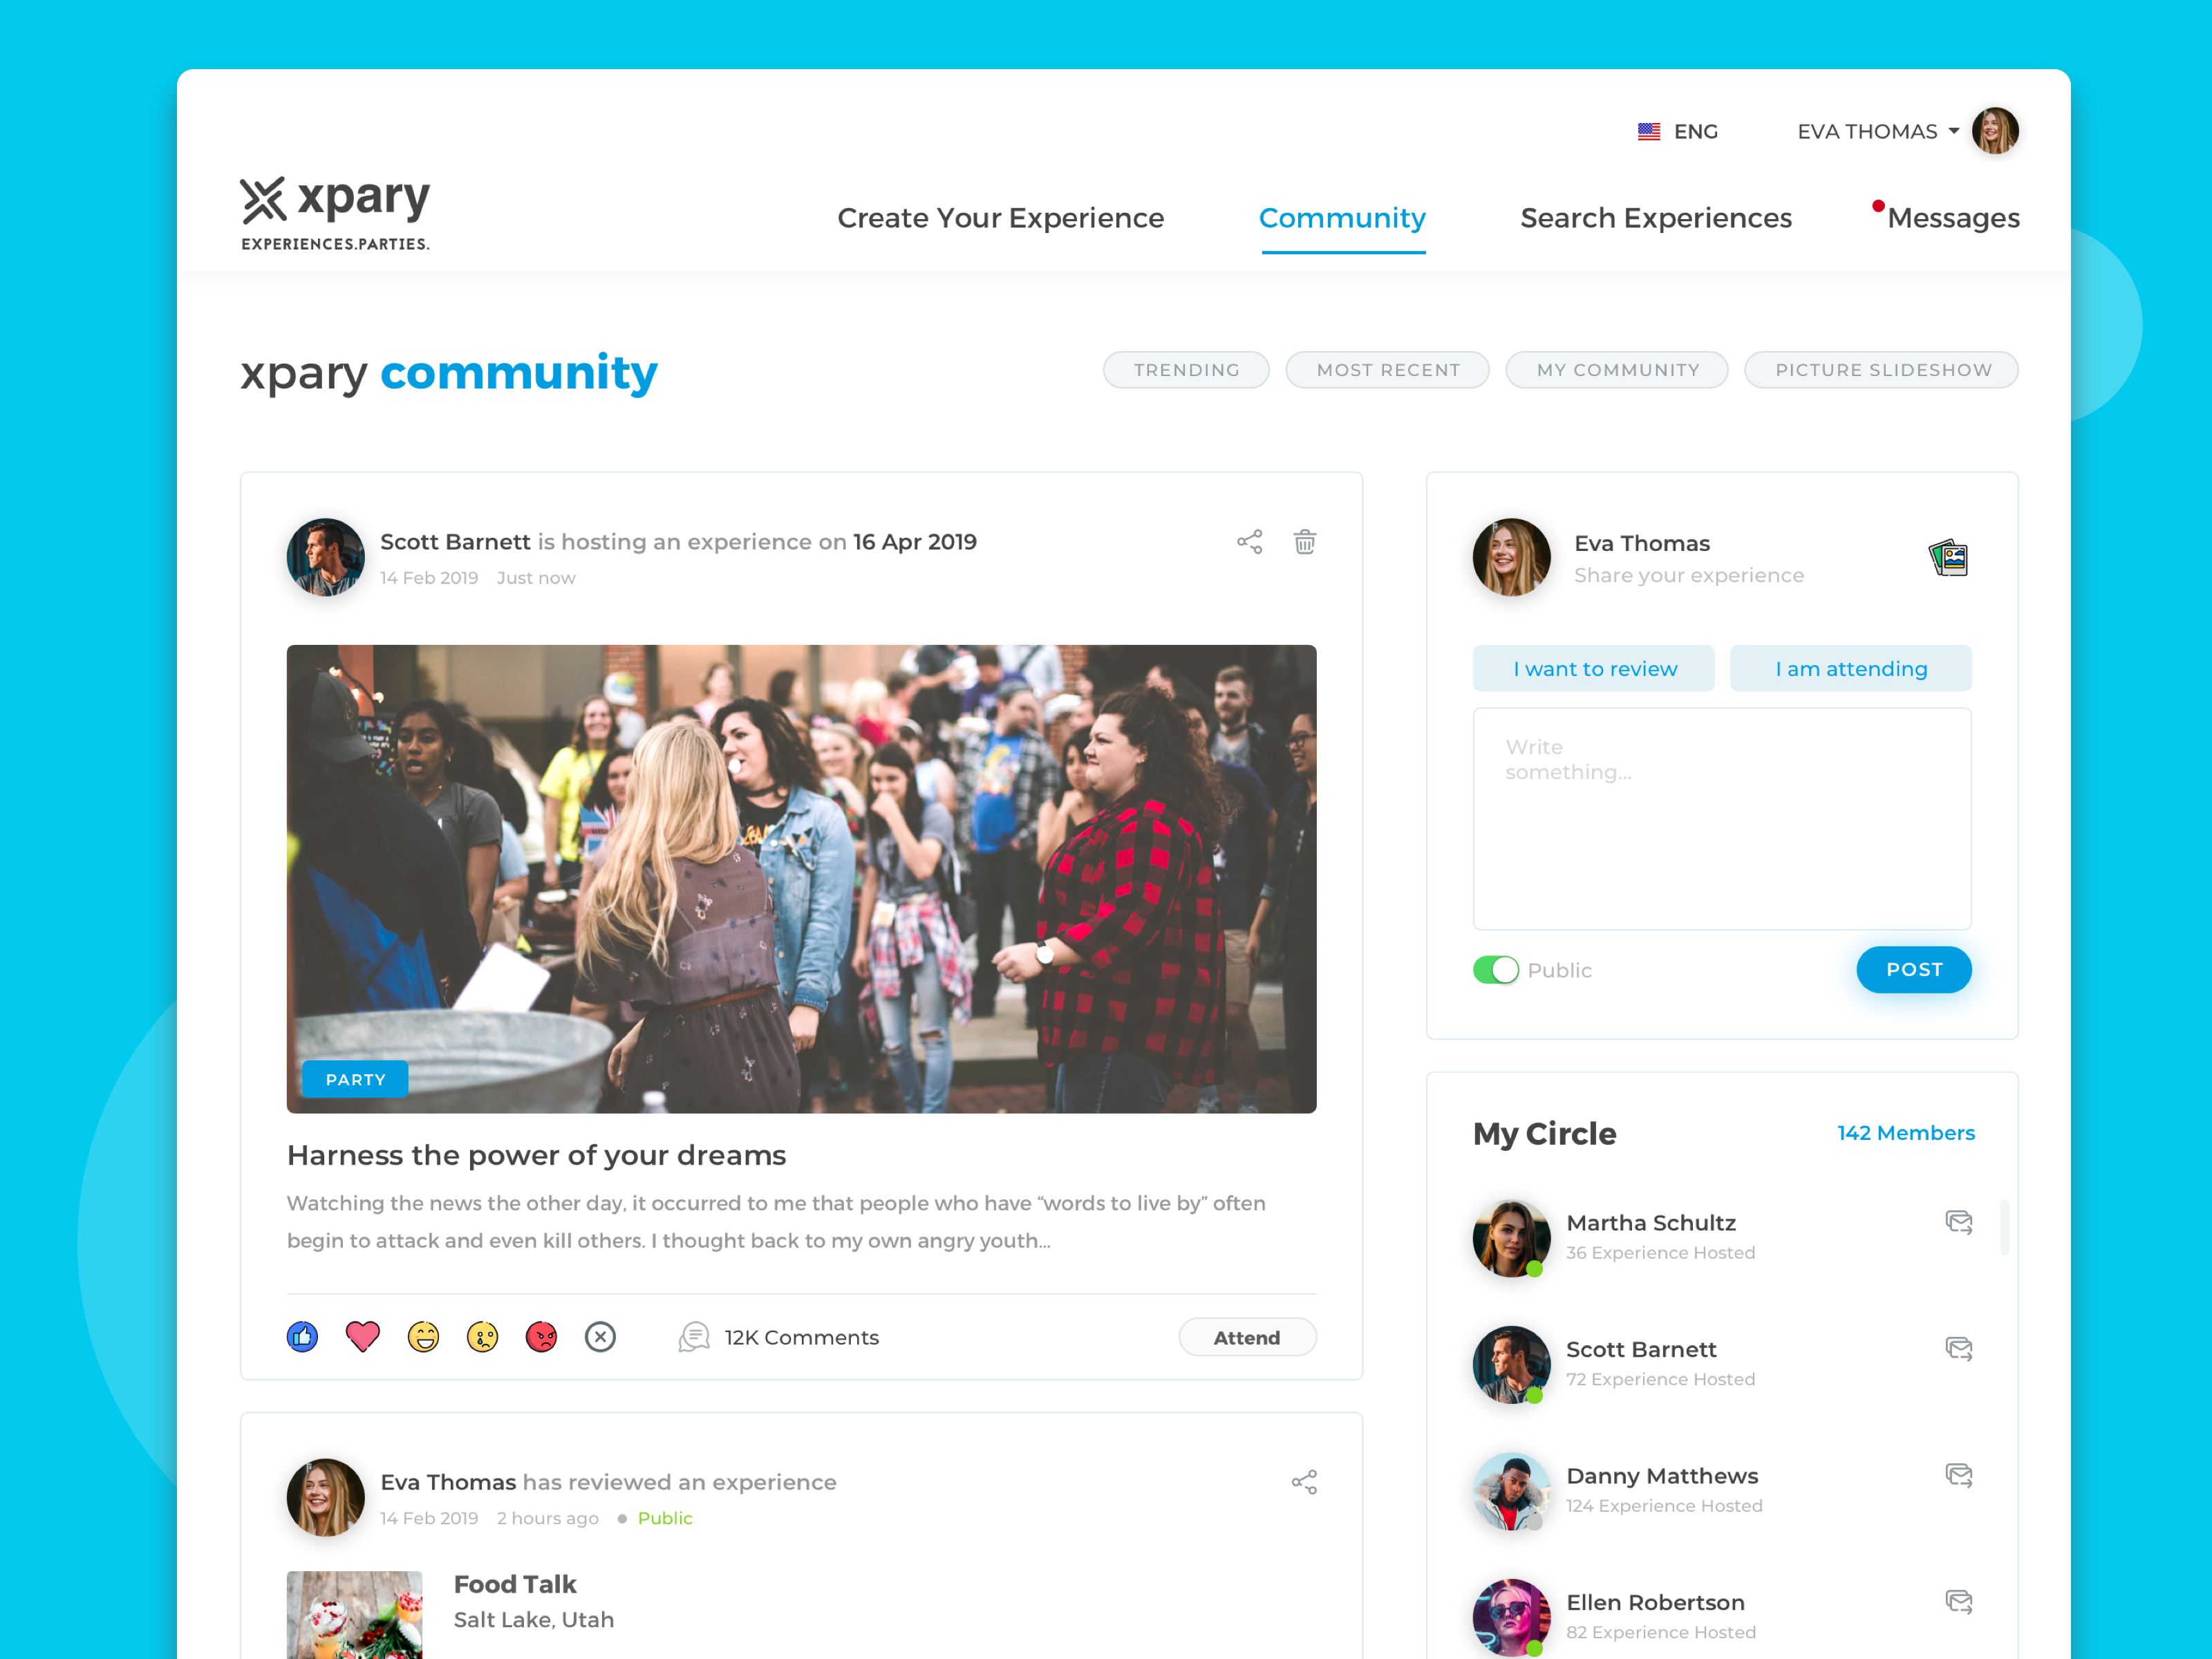 ENG
EVA THOMAS
xpary
EXPERIENCES.PARTIES.
Create Your Experience
Community
Search Experiences
Messages
xpary community
TRENDING
MOST RECENT
MY COMMUNITY
PICTURE SLIDESHOW
Scott Barnett is hosting an experience on 16 Apr 2019
14 Feb 2019 Just now
PARTY
Harness the power of your dreams
Watching the news the other day, it occurred to me that people who have “words to live by” often
begin to attack and even kill others. I thought back to my own angry youth...
12K Comments
Attend
Eva Thomas has reviewed an experience
14 Feb 2019 2 hours ago Public
Food Talk
Salt Lake, Utah
Eva Thomas
Share your experience
I want to review
I am attending
Write
something...
Public
POST
My Circle
142 Members
Martha Schultz
36 Experience Hosted
Scott Barnett
72 Experience Hosted
Danny Matthews
124 Experience Hosted
Ellen Robertson
82 Experience Hosted